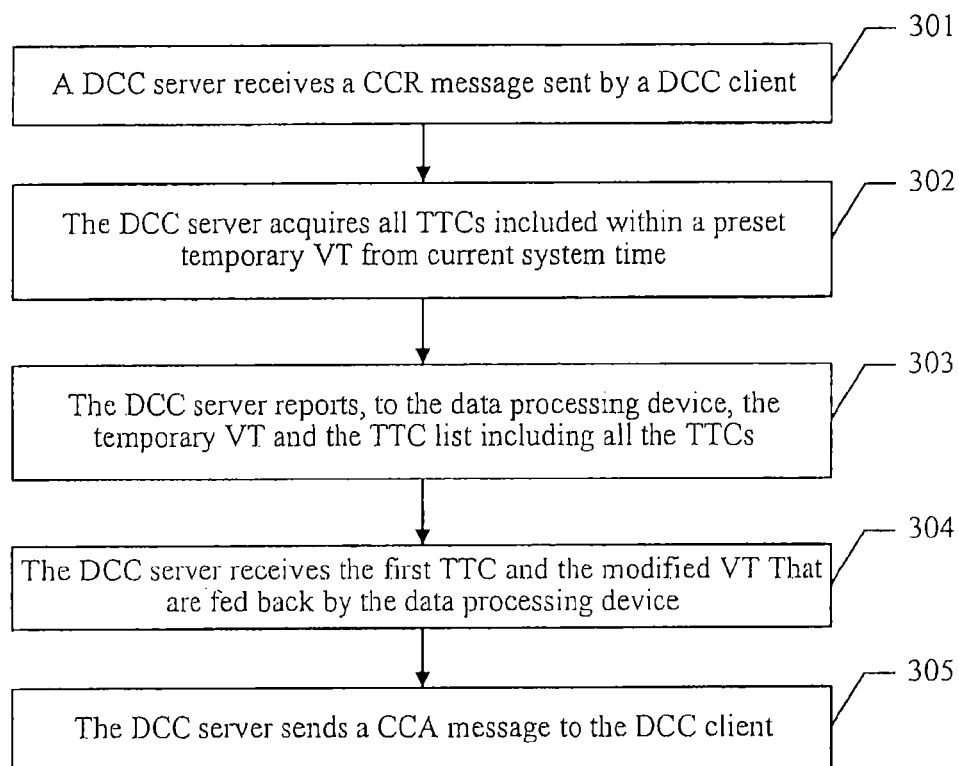 301
A DCC server receives a CCR message sent by a DCC client
302
The DCC server acquires all TTCs included within a preset
temporary VT from current system time
303
The DCC server reports, to the data processing device, the
temporary VT and the TTC list including all the TTCs
304
The DCC server receives the first TTC and the modified VT That
are fed back by the data processing device
305
The DCC server sends a CCA message to the DCC client